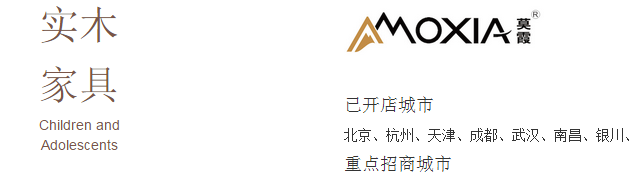 实木
家具
Children and
Adolescents
MOXIA 莫霞®
已开店城市
北京、杭州、天津、成都、武汉、南昌、银川、
重点招商城市